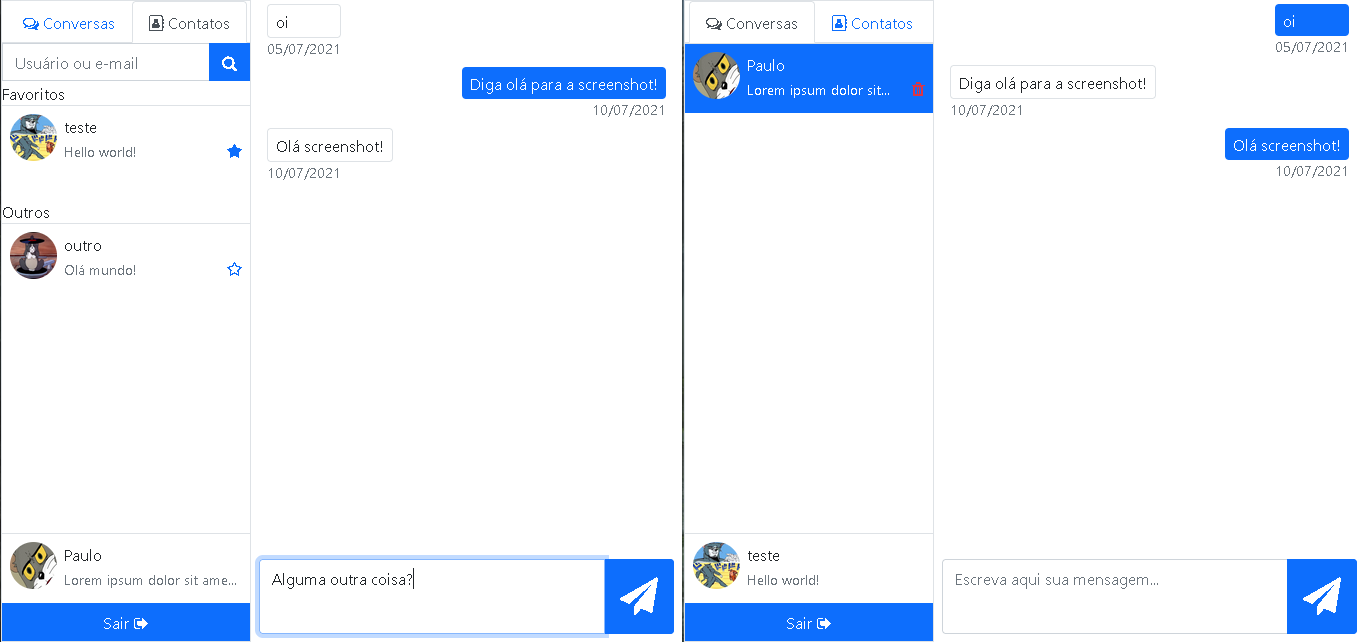 Conversas
Contatos
Usuário ou e-mail
Favoritos
teste
Hello world!
Outros
outro
Olá mundo!
Paulo
Lorem ipsum dolor sit ame...
Sair
oi
05/07/2021
Diga olá para a screenshot!
10/07/2021
Olá screenshot!
10/07/2021
Alguma outra coisa?
Conversas
Contatos
Paulo
Lorem ipsum dolor sit...
teste
Hello world!
Sair
oi
05/07/2021
Diga olá para a screenshot!
10/07/2021
Olá screenshot!
10/07/2021
Escreva aqui sua mensagem...